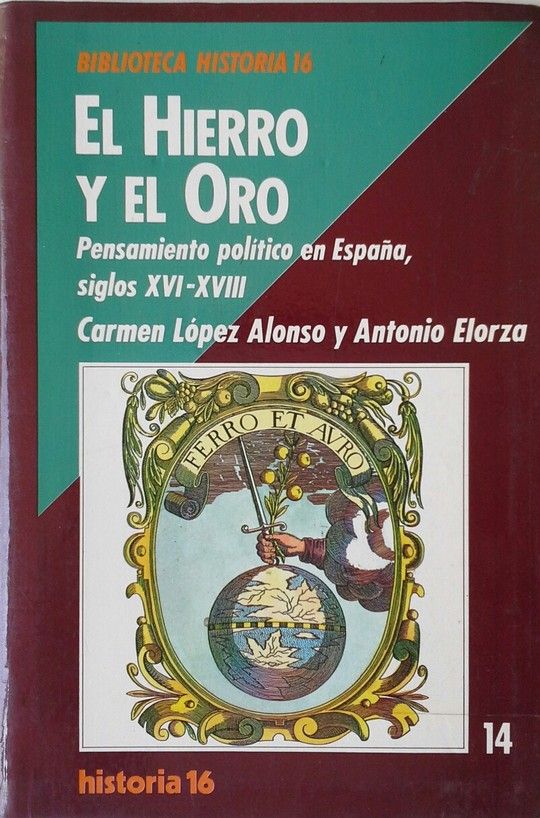 BIBLIOTECA HISTORIA 16
EL HIERRO
Y EL ORO
Pensamiento político en España,
siglos XVI-XVIII
Carmen López Alonso y Antonio Elorza
FERRO ET AVRO
14
historia 16